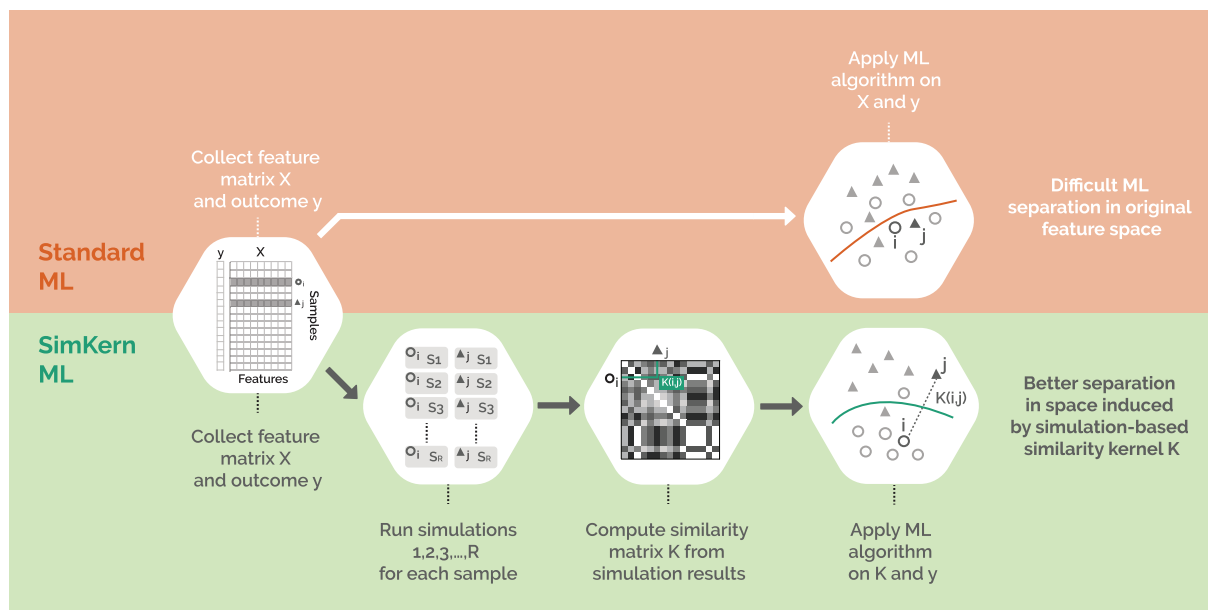 Apply ML
algorithm on
X and y
Collect feature
matrix X
and outcome y
Difficult ML
separation in original
feature space
i
j
Standard
ML
y
X
i
j
Samples
Features
SimKern
ML
i S1
j S1
i S2
j S2
i S3
j S3
i SR
j SR
j
i
K(i,j)
j
K(i,j)
i
Better separation
in space induced
by simulation-based
similarity kernel K
Collect feature
matrix X
and outcome y
Run simulations
1,2,3,...,R
for each sample
Compute similarity
matrix K from
simulation results
Apply ML
algorithm
on K and y